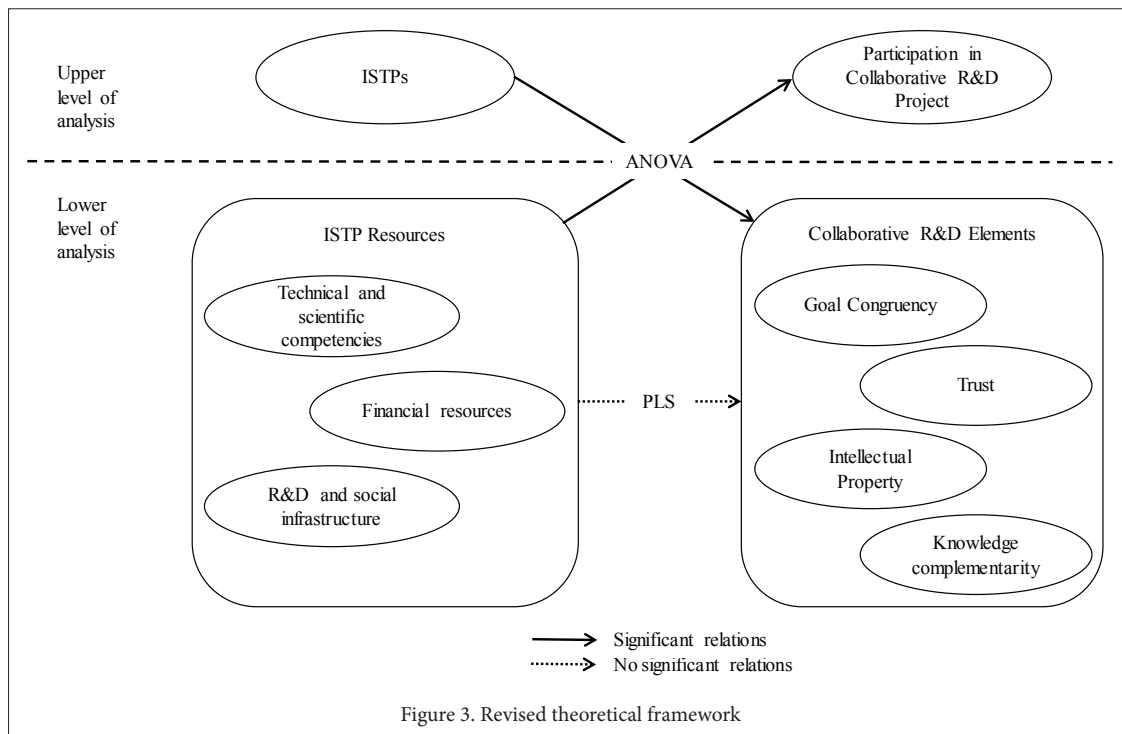 Upper
level of
analysis
ISTPs
Participation in
Collaborative R&D
Project
ANOVA
Lower
level of
analysis
ISTP Resources
Technical and
scientific
competencies
Financial resources
R&D and social
infrastructure
PLS
Collaborative R&D Elements
Goal Congruency
Trust
Intellectual
Property
Knowledge
complementarity
Significant relations
No significant relations
Figure 3. Revised theoretical framework